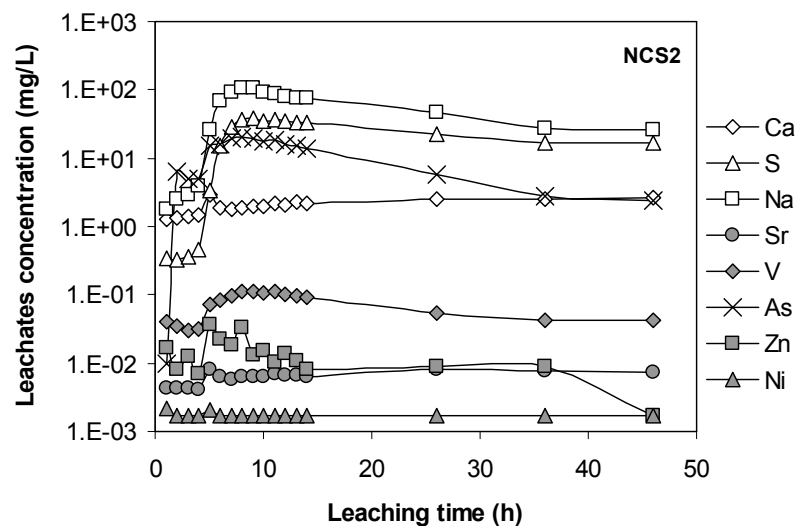 1.E+03
1.E+02
1.E+01
1.E+00
1.E-01
1.E-02
1.E-03
Leachates concentration (mg/L)
NCS2
Ca
S
Na
Sr
V
As
Zn
Ni
0 10 20 30 40 50
Leaching time (h)